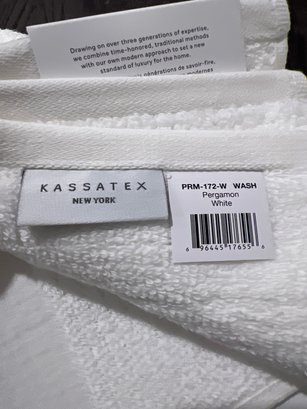 Drawing on over three generations of expertise,
we combine time-honored, traditional methods
with our own modern approach to set a new
standard of luxury for the home.
générations de savoir-faire,
modernes
KASSATEX
NEW YORK
PRM-172-W WASH
Pergamon
White
6 96445 17655 6